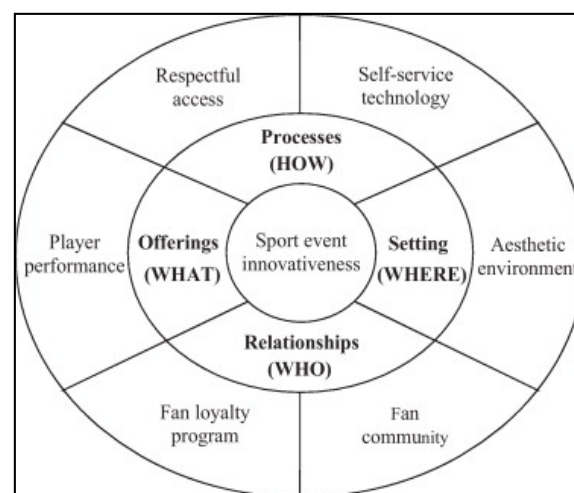 Respectful
access
Self-service
technology
Processes
(HOW)
Player
performance
Offerings
(WHAT)
Sport event
innovativeness
Setting
(WHERE)
Aesthetic
environment
Relationships
(WHO)
Fan loyalty
program
Fan
community